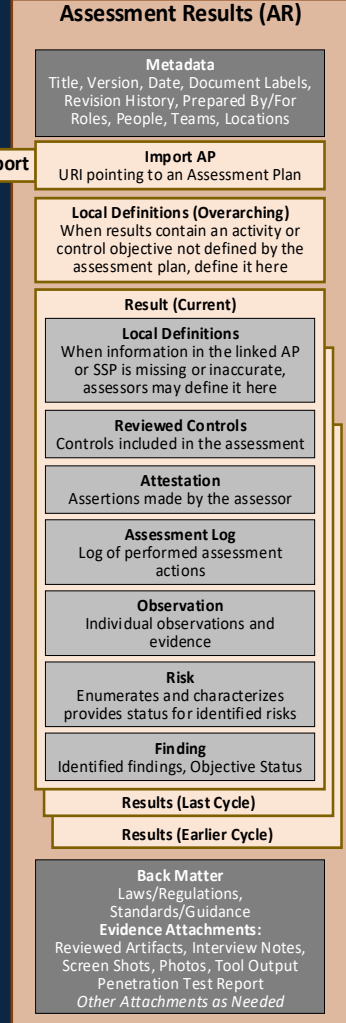 Assessment Results (AR)
Metadata
Title, Version, Date, Document Labels,
Revision History, Prepared By/For
Roles, People, Teams, Locations
port
Import AP
URI pointing to an Assessment Plan
Local Definitions (Overarching)
When results contain an activity or
control objective not defined by the
assessment plan, define it here
Result (Current)
Local Definitions
When information in the linked AP
or SSP is missing or inaccurate,
assessors may define it here
Reviewed Controls
Controls included in the assessment
Attestation
Assertions made by the assessor
Assessment Log
Log of performed assessment
actions
Observation
Individual observations and
evidence
Risk
Enumerates and characterizes
provides status for identified risks
Finding
Identified findings, Objective Status
Results (Last Cycle)
Results (Earlier Cycle)
Back Matter
Laws/Regulations,
Standards/Guidance
Evidence Attachments:
Reviewed Artifacts, Interview Notes,
Screen Shots, Photos, Tool Output
Penetration Test Report
Other Attachments as Needed